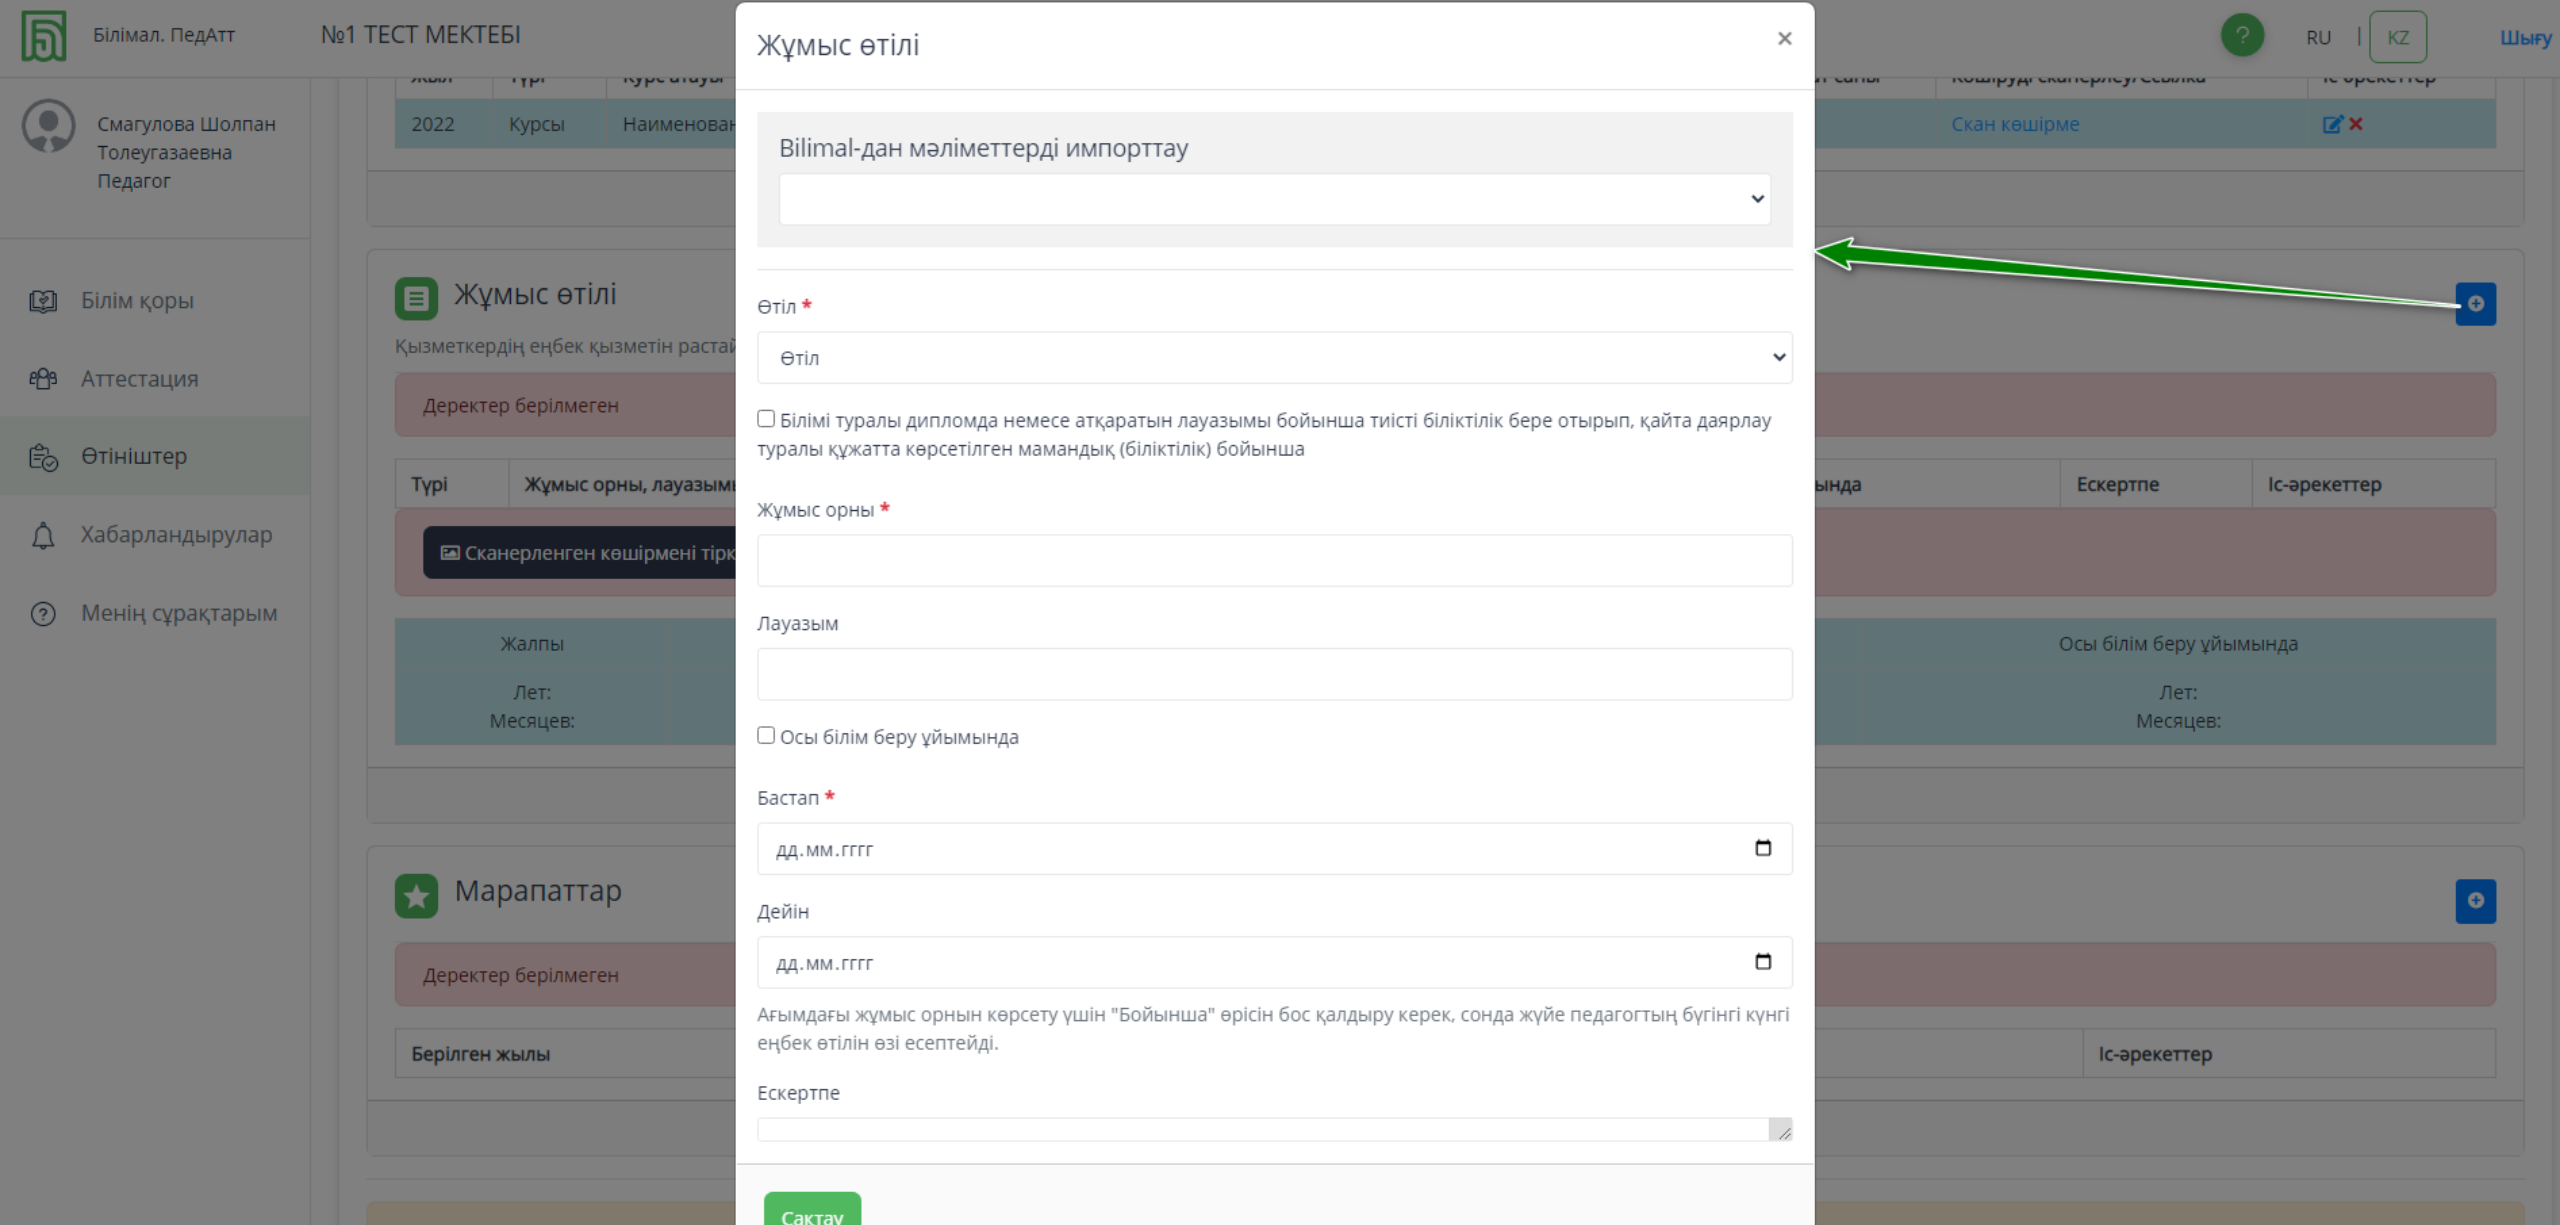 Білімал. ПедАтт
№1 ТЕСТ МЕКТЕБІ
?
RU | KZ
Шығу
Смагулова Шолпан
Толеугазаевна
Педагог
Білім қоры
Аттестация
Өтініштер
Хабарландырулар
Менің сұрақтарым
2022 Курсы
Скан көшірме
Жұмыс өтілі
Қызметкердің еңбек қызметін
Деректер берілмеген
Түрі
Жұмыс орны,
Ескертпе
Іс-әрекеттер
Сканерленген көшірмені
Жалпы
Лет:
Месяцев:
Осы білім беру ұйымында
Лет:
Месяцев:
Марапаттар
Деректер берілмеген
Берілген жылы
Іс-әрекеттер
Жұмыс өтілі
×
Bilimal-дан мәліметтерді импорттау
Өтіл *
Өтіл
Білімі туралы дипломда немесе атқаратын лауазымы бойынша тиісті біліктілік бере отырып, қайта даярлау
туралы құжатта көрсетілген мамандық (біліктілік) бойынша
Жұмыс орны *
Лауазым
Осы білім беру ұйымында
Бастап *
дд.мм.гггг
Дейін
дд.мм.гггг
Ағымдағы жұмыс орнын көрсету үшін "Бойынша" өрісін бос қалдыру керек, сонда жүйе педагогтың бүгінгі күнгі
еңбек өтілін өзі есептейді.
Ескертпе
Сақтау